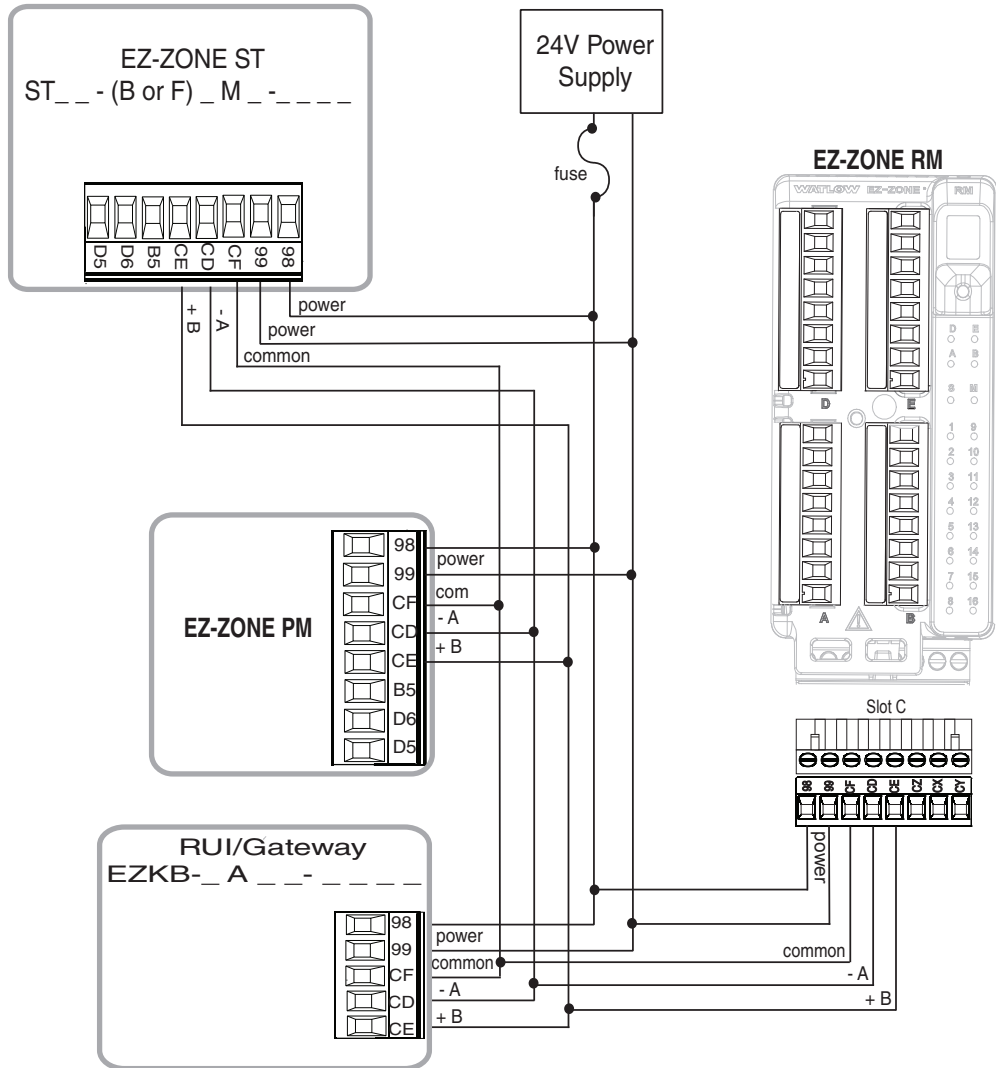 EZ-ZONE ST
ST_ _ - (B or F) _ M _ -_ _ _ _
D5
D6
B5
CE
CD
CF
99
98
+ B
- A
power
power
common
24V Power
Supply
fuse
EZ-ZONE RM
WATLOW EZ-ZONE
RM
D
E
D E
A B
S M
1 9
2 10
3 11
4 12
5 13
6 14
7 15
8 16
A
B
EZ-ZONE PM
98
99
CF
CD
CE
B5
D6
D5
power
com
- A
+ B
Slot C
98
99
CF
CD
CE
CZ
CX
CY
power
common
- A
+ B
RUI/Gateway
EZKB-_ A _ _- _ _ _ _
98
99
CF
CD
CE
power
common
- A
+ B